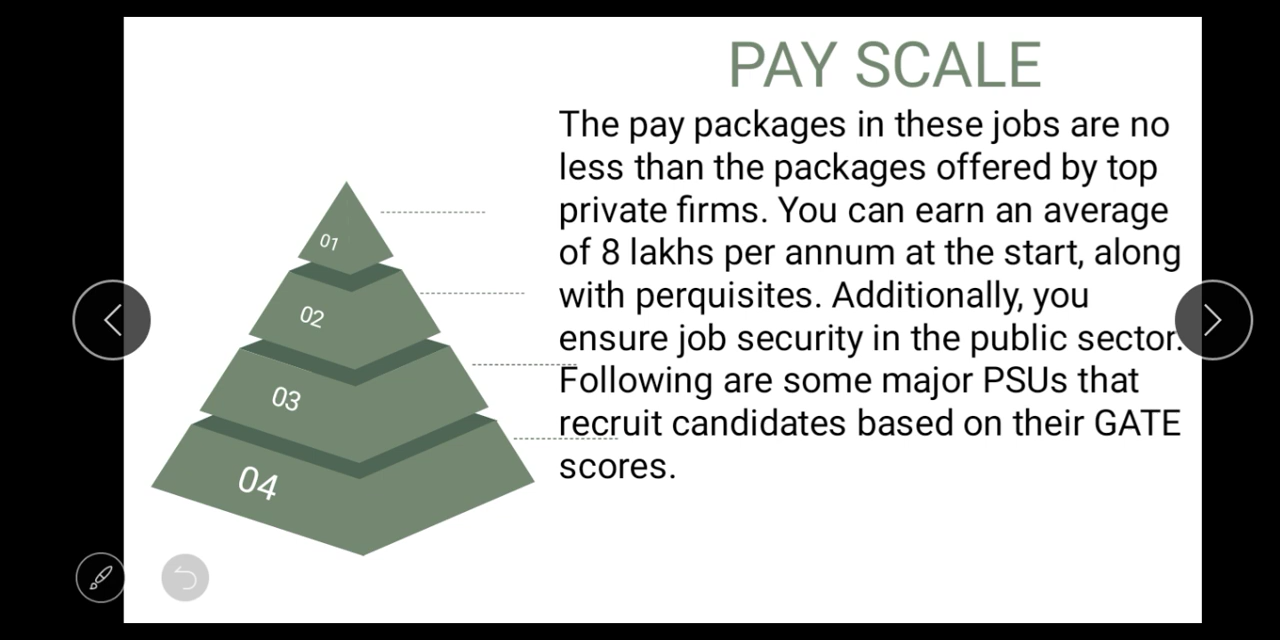 PAY SCALE
The pay packages in these jobs are no
less than the packages offered by top
private firms. You can earn an average
of 8 lakhs per annum at the start, along
with perquisites. Additionally, you
ensure job security in the public sector.
Following are some major PSUs that
recruit candidates based on their GATE
scores.
01
02
03
04